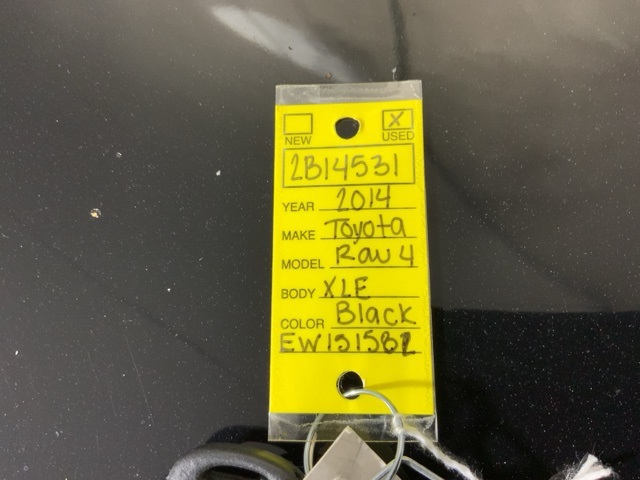 X
NEW USED
2B14531
YEAR 2014
MAKE Toyota
MODEL Rav 4
BODY XLE
COLOR Black
EW131582